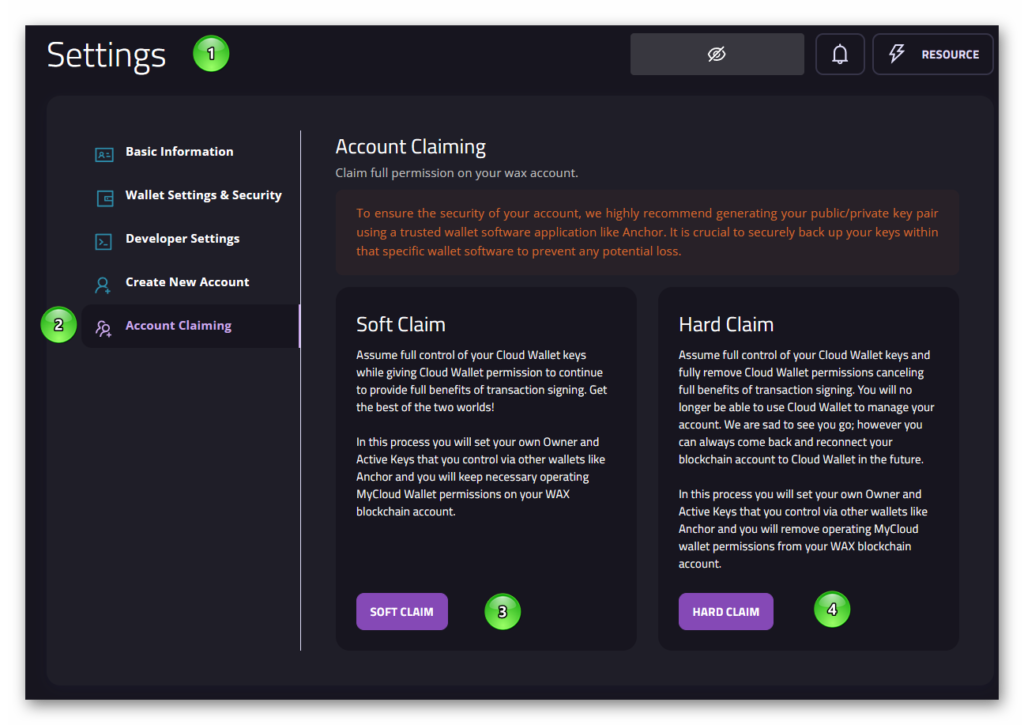 Settings
1
RESOURCE
Basic Information
Wallet Settings & Security
Developer Settings
Create New Account
2
Account Claiming
Account Claiming
Claim full permission on your wax account.
To ensure the security of your account, we highly recommend generating your public/private key pair
using a trusted wallet software application like Anchor. It is crucial to securely back up your keys within
that specific wallet software to prevent any potential loss.
Soft Claim
Assume full control of your Cloud Wallet keys
while giving Cloud Wallet permission to continue
to provide full benefits of transaction signing. Get
the best of the two worlds!
In this process you will set your own Owner and
Active Keys that you control via other wallets like
Anchor and you will keep necessary operating
MyCloud Wallet permissions on your WAX
blockchain account.
SOFT CLAIM
3
Hard Claim
Assume full control of your Cloud Wallet keys and
fully remove Cloud Wallet permissions canceling
full benefits of transaction signing. You will no
longer be able to use Cloud Wallet to manage your
account. We are sad to see you go; however you
can always come back and reconnect your
blockchain account to Cloud Wallet in the future.
In this process you will set your own Owner and
Active Keys that you control via other wallets like
Anchor and you will remove operating MyCloud
wallet permissions from your WAX blockchain
account.
HARD CLAIM
4